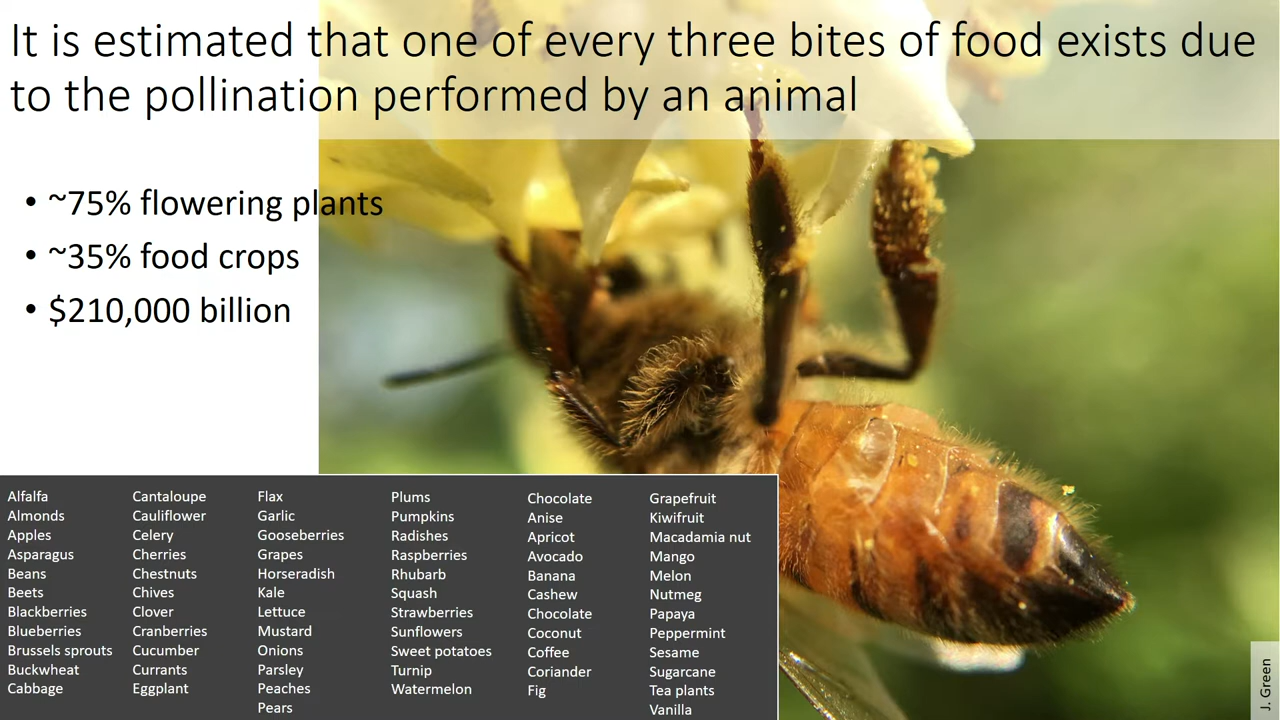 It is estimated that one of every three bites of food exists due
to the pollination performed by an animal
• ~75% flowering plants
• ~35% food crops
• $210,000 billion
Alfalfa
Almonds
Apples
Asparagus
Beans
Beets
Blackberries
Blueberries
Brussels sprouts
Buckwheat
Cabbage
Cantaloupe
Cauliflower
Celery
Cherries
Chestnuts
Chives
Clover
Cranberries
Cucumber
Currants
Eggplant
Flax
Garlic
Gooseberries
Grapes
Horseradish
Kale
Lettuce
Mustard
Onions
Parsley
Peaches
Pears
Plums
Pumpkins
Radishes
Raspberries
Rhubarb
Squash
Strawberries
Sunflowers
Sweet potatoes
Turnip
Watermelon
Chocolate
Anise
Apricot
Avocado
Banana
Cashew
Chocolate
Coconut
Coffee
Coriander
Fig
Grapefruit
Kiwifruit
Macadamia nut
Mango
Melon
Nutmeg
Papaya
Peppermint
Sesame
Sugarcane
Tea plants
Vanilla
J. Green